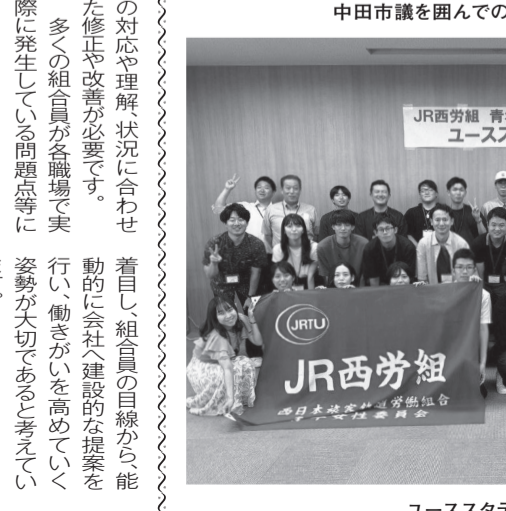 中田市議を囲んでの
の対応や理解、状況に合わせ
た修正や改善が必要です。
多くの組合員が各職場で実
際に発生している問題点等に
着目し、組合員の目線から、能
動的に会社へ建設的な提案を
行い、働きがいを高めていく
姿勢が大切であると考えてい
ます。
JR西労組 青
ユース
JRTU
JR西労組
西日本旅客鉄道労働組合
女性委員会
ユーススタ